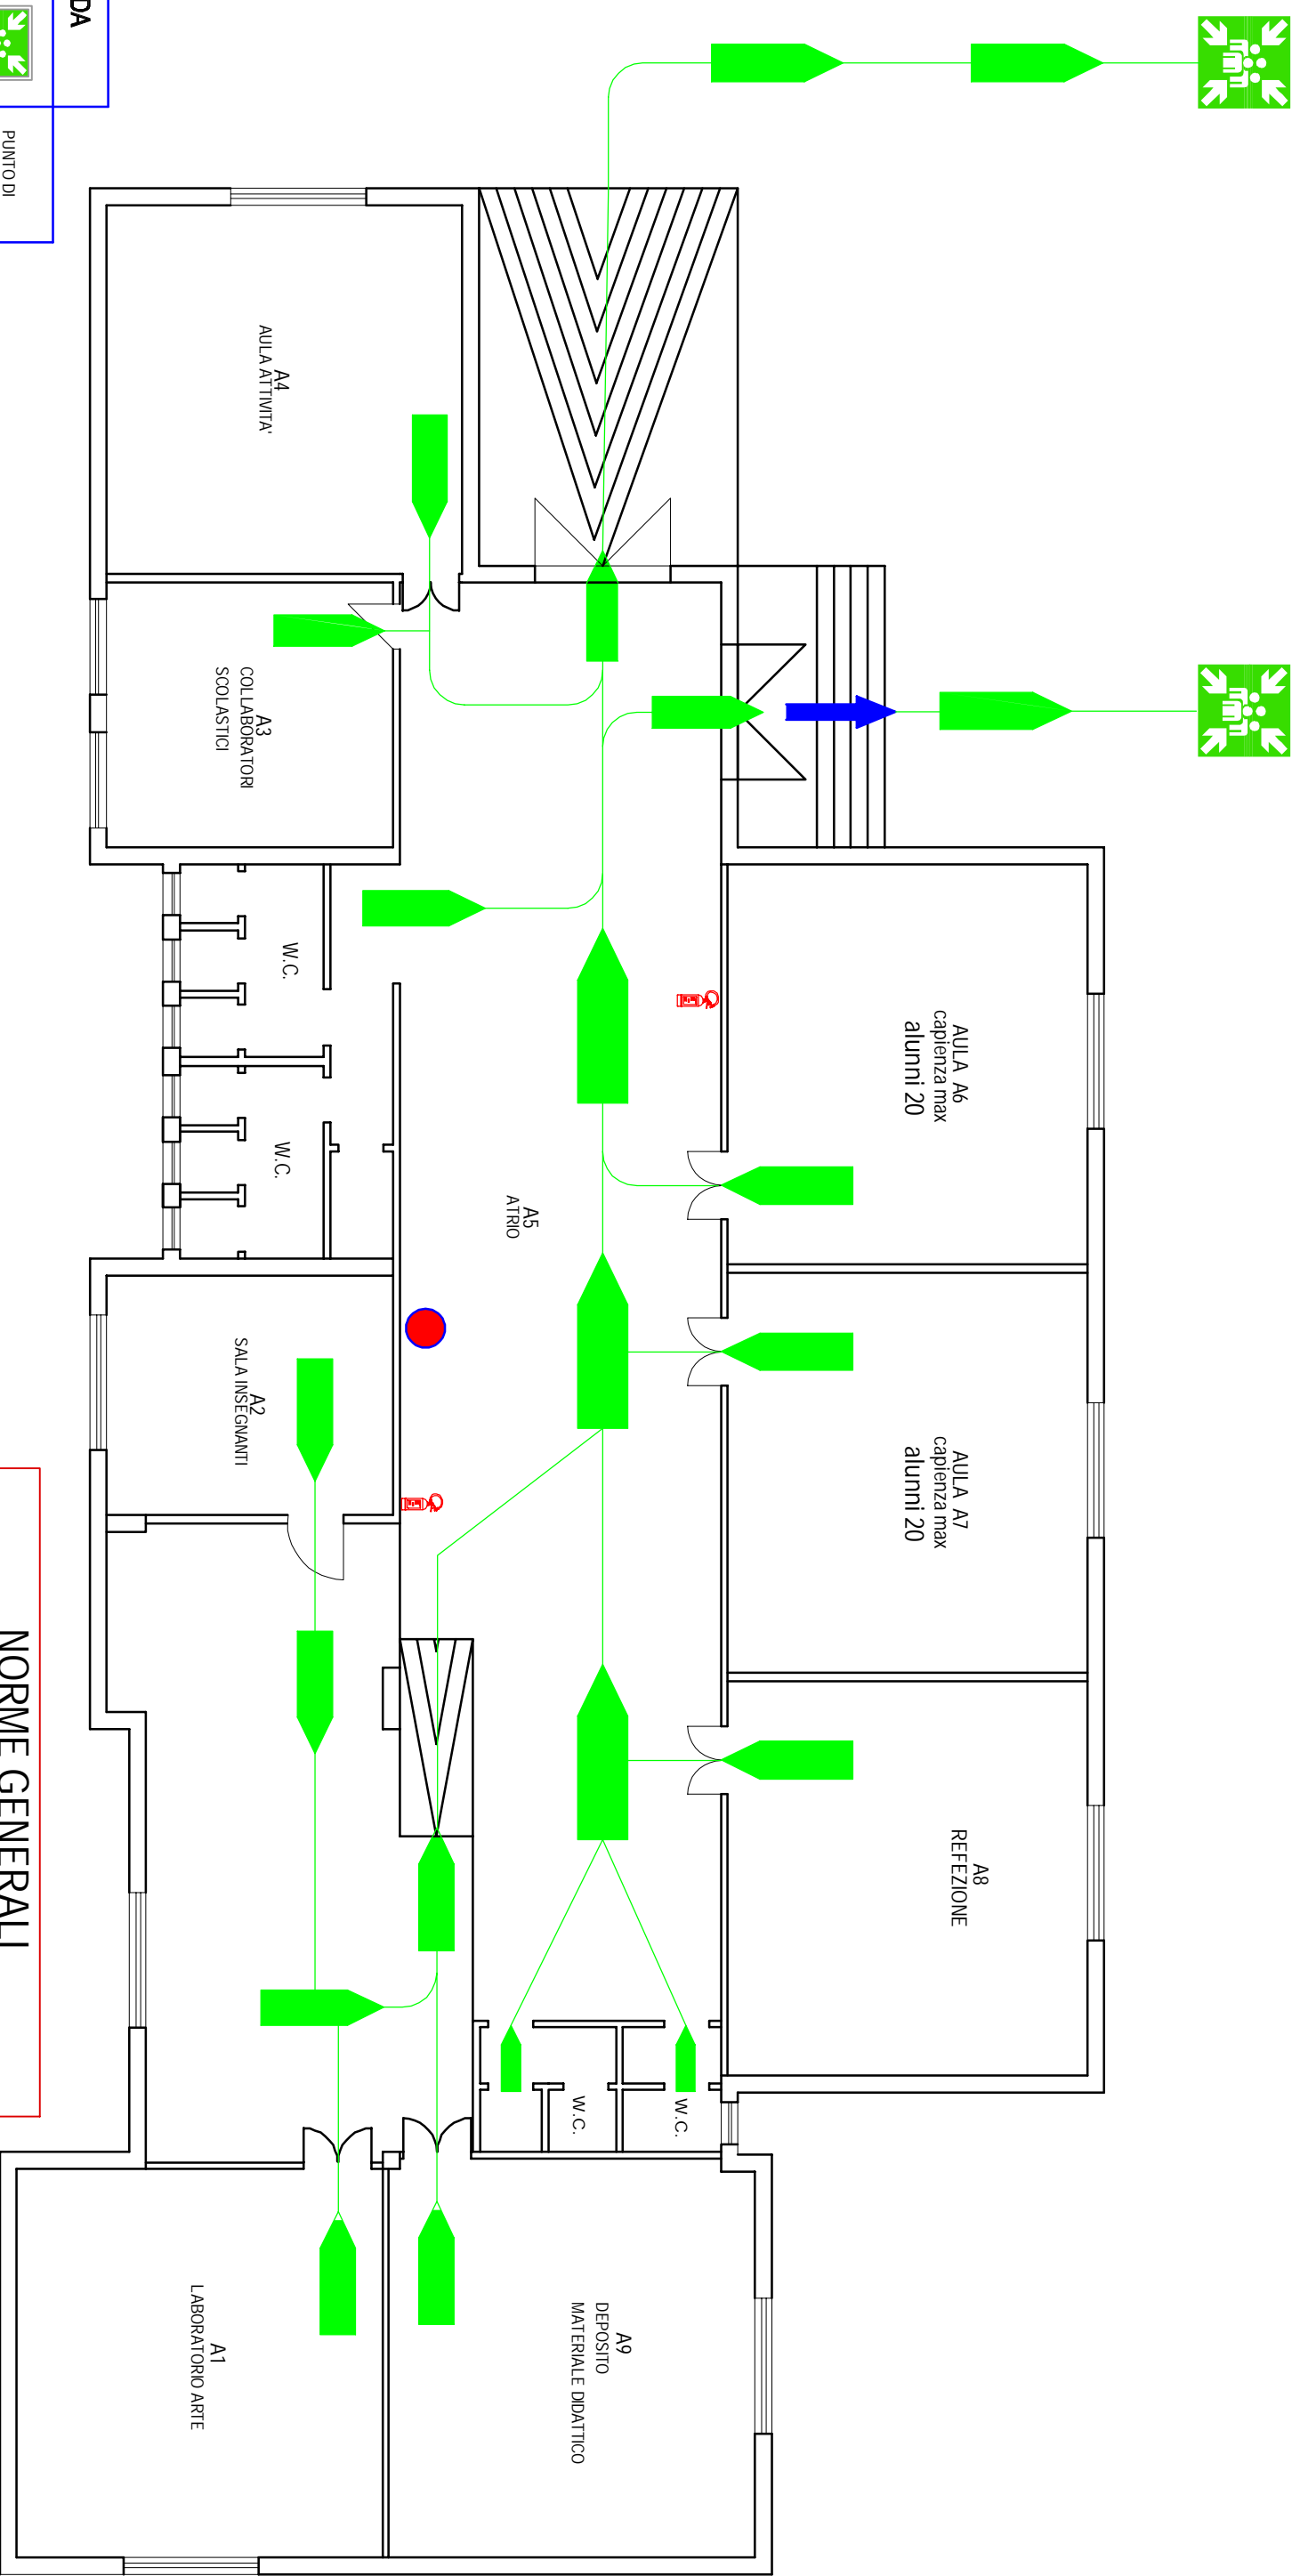 DA
PUNTO DI
A4
AULA ATTIVITA'
A3
COLLABORATORI
SCOLASTICI
W.C.
W.C.
A5
ATRIO
AULA A6
capienza max
alunni 20
AULA A7
capienza max
alunni 20
A2
SALA INSEGNANTI
A8
REFEZIONE
W.C.
W.C.
A9
DEPOSITO
MATERIALE DIDATTICO
A1
LABORATORIO ARTE
NORME GENERALI